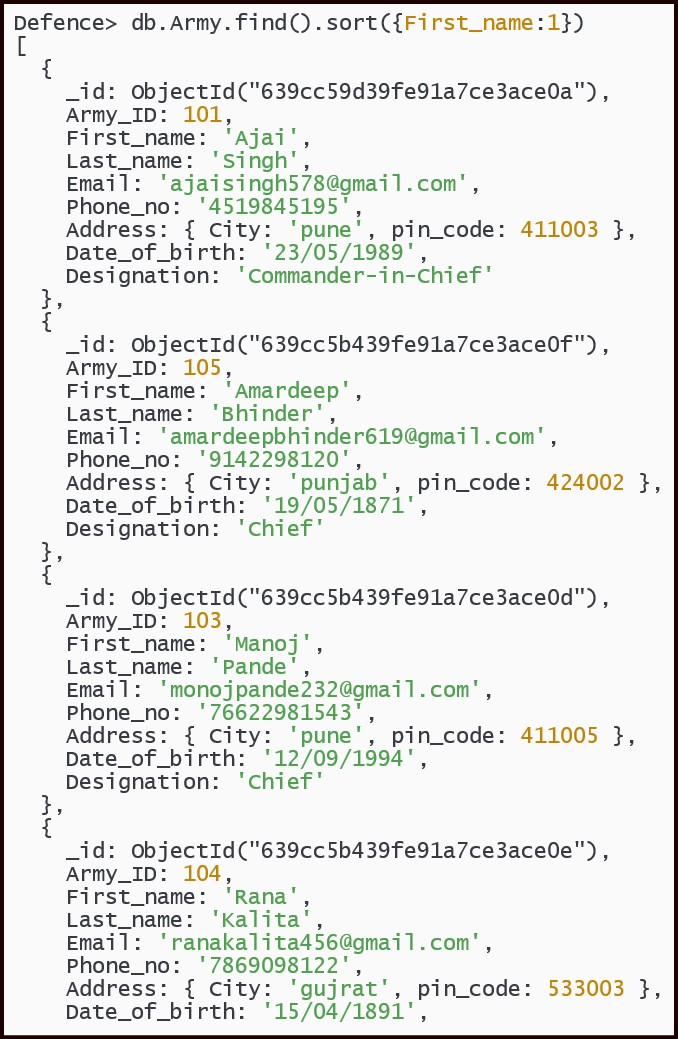 Defence> db.Army.find().sort({First_name:1})
[
  {
    _id: ObjectId("639cc59d39fe91a7ce3ace0a"),
    Army_ID: 101,
    First_name: 'Ajai',
    Last_name: 'Singh',
    Email: 'ajaisingh578@gmail.com',
    Phone_no: '4519845195',
    Address: { City: 'pune', pin_code: 411003 },
    Date_of_birth: '23/05/1989',
    Designation: 'Commander-in-Chief'
  },
  {
    _id: ObjectId("639cc5b439fe91a7ce3ace0f"),
    Army_ID: 105,
    First_name: 'Amardeep',
    Last_name: 'Bhinder',
    Email: 'amardeepbhinder619@gmail.com',
    Phone_no: '9142298120',
    Address: { City: 'punjab', pin_code: 424002 },
    Date_of_birth: '19/05/1871',
    Designation: 'Chief'
  },
  {
    _id: ObjectId("639cc5b439fe91a7ce3ace0d"),
    Army_ID: 103,
    First_name: 'Manoj',
    Last_name: 'Pande',
    Email: 'monojpande232@gmail.com',
    Phone_no: '76622981543',
    Address: { City: 'pune', pin_code: 411005 },
    Date_of_birth: '12/09/1994',
    Designation: 'Chief'
  },
  {
    _id: ObjectId("639cc5b439fe91a7ce3ace0e"),
    Army_ID: 104,
    First_name: 'Rana',
    Last_name: 'Kalita',
    Email: 'ranakalita456@gmail.com',
    Phone_no: '7869098122',
    Address: { City: 'gujrat', pin_code: 533003 },
    Date_of_birth: '15/04/1891',